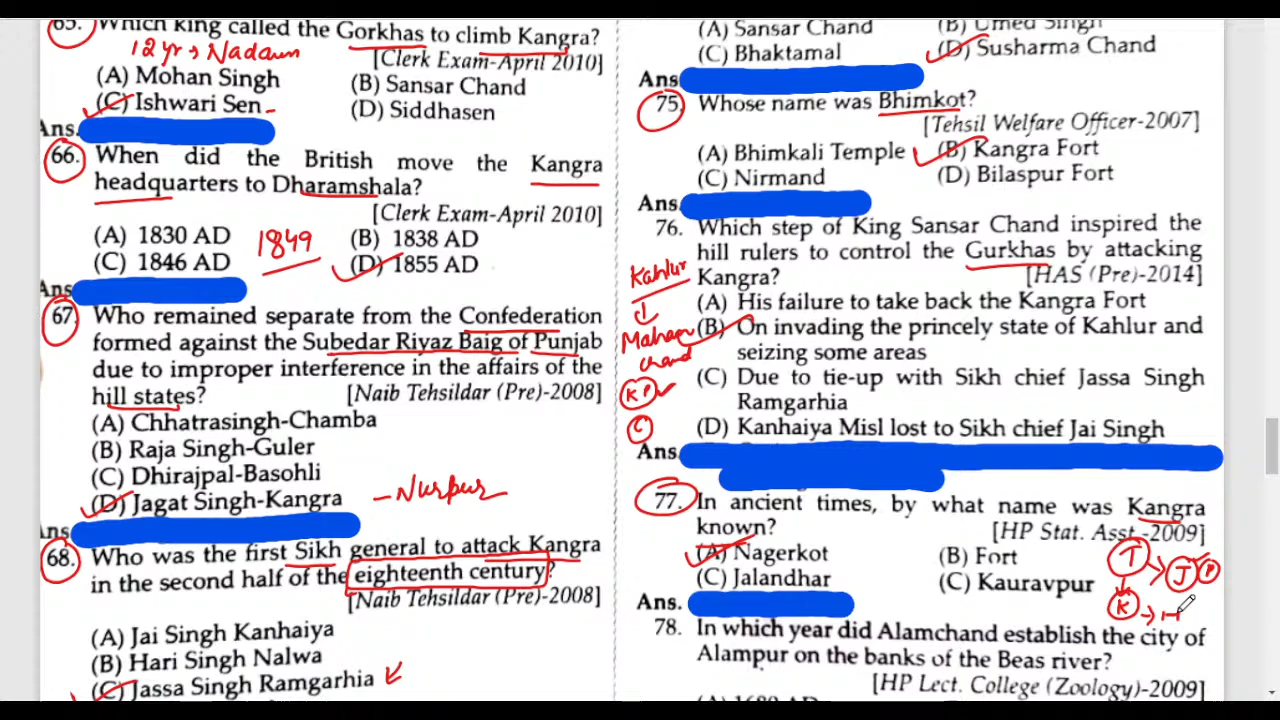 65. Which king called the Gorkhas to climb Kangra?
12 yr → Nadaun
[Clerk Exam-April 2010]
(A) Mohan Singh (B) Sansar Chand
(C) Ishwari Sen (D) Siddhasen
Ans.
66. When did the British move the Kangra
headquarters to Dharamshala?
[Clerk Exam-April 2010]
(A) 1830 AD 1849 (B) 1838 AD
(C) 1846 AD (D) 1855 AD
Ans
67. Who remained separate from the Confederation
formed against the Subedar Riyaz Baig of Punjab
due to improper interference in the affairs of the
hill states? [Naib Tehsildar (Pre)-2008]
(A) Chhatrasingh-Chamba
(B) Raja Singh-Guler
(C) Dhirajpal-Basohli
(D) Jagat Singh-Kangra - Nurpur
Ans
68. Who was the first Sikh general to attack Kangra
in the second half of the eighteenth century?
[Naib Tehsildar (Pre)-2008]
(A) Jai Singh Kanhaiya
(B) Hari Singh Nalwa
(C) Jassa Singh Ramgarhia
(A) Sansar Chand (B) Umed Singh
(C) Bhaktamal (D) Susharma Chand
Ans
75. Whose name was Bhimkot?
[Tehsil Welfare Officer-2007]
(A) Bhimkali Temple (B) Kangra Fort
(C) Nirmand (D) Bilaspur Fort
Ans.
76. Which step of King Sansar Chand inspired the
hill rulers to control the Gurkhas by attacking
Kangra? [HAS (Pre)-2014]
(A) His failure to take back the Kangra Fort
(B) On invading the princely state of Kahlur and
seizing some areas
(C) Due to tie-up with Sikh chief Jassa Singh
Ramgarhia
(D) Kanhaiya Misl lost to Sikh chief Jai Singh
Kahlur
↓
Mahan
chand
KP
C
Ans.
77. In ancient times, by what name was Kangra
known? [HP Stat. Asst-2009]
(A) Nagerkot (B) Fort
(C) Jalandhar (C) Kauravpur
T → J P
K →
Ans.
78. In which year did Alamchand establish the city of
Alampur on the banks of the Beas river?
[HP Lect. College (Zoology)-2009]